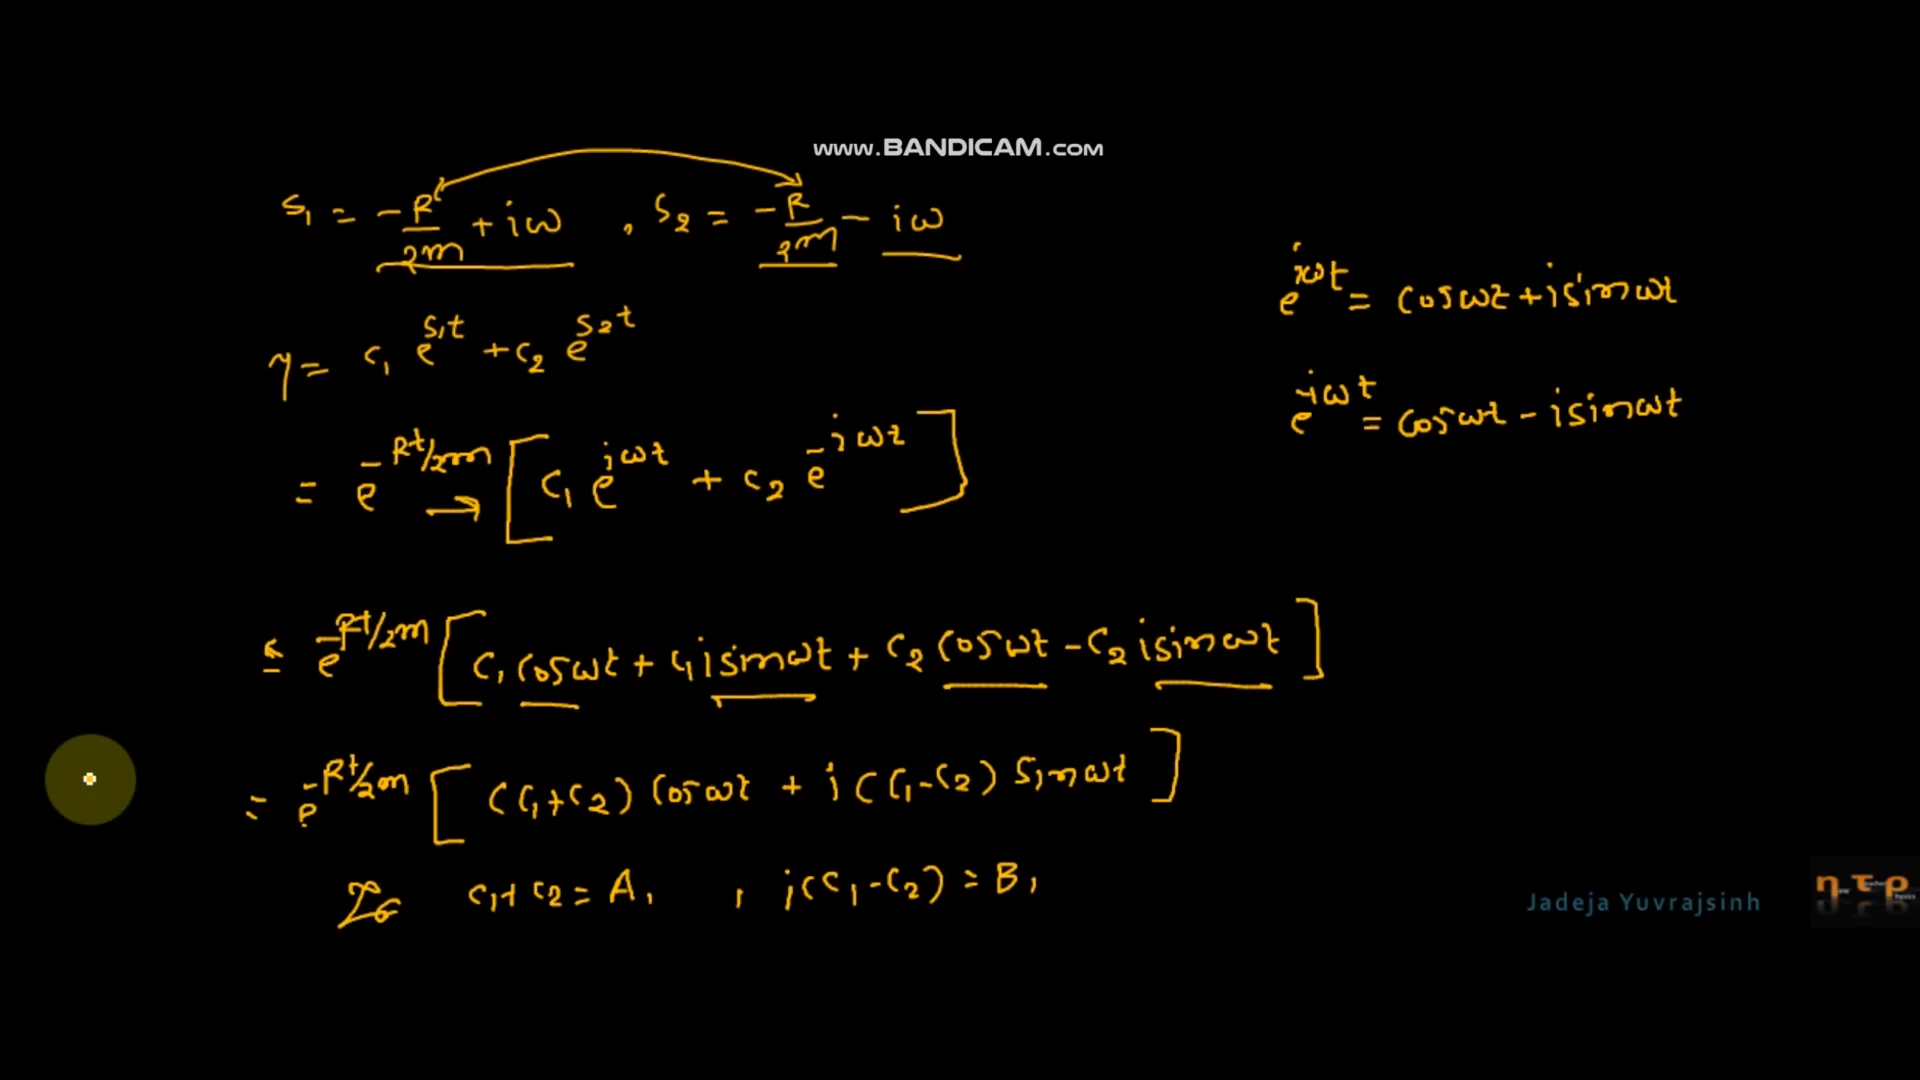 www.BANDICAM.com
S₁ = -R/2m + iω , S₂ = -R/2m - iω
e^{iωt} = cosωt + isinωt
η = c₁ e^{S₁t} + c₂ e^{S₂t}
e^{-iωt} = cosωt - isinωt
= e^{-Rt/2m} [ c₁ e^{iωt} + c₂ e^{-iωt} ]
= e^{-Rt/2m} [ c₁ cosωt + c₁ isinωt + c₂ cosωt - c₂ isinωt ]
= e^{-Rt/2m} [ (c₁+c₂) cosωt + i (c₁-c₂) sinωt ]
If c₁+c₂ = A, , i(c₁-c₂) = B,
Jadeja Yuvrajsinh
nTP